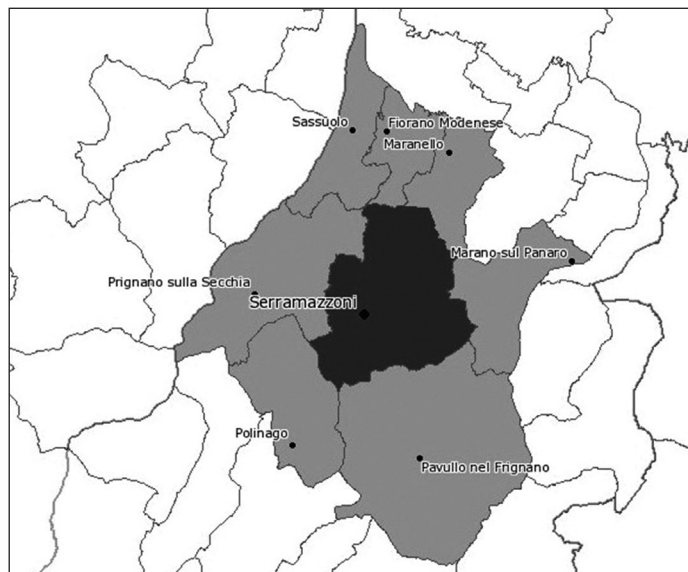 Sassuolo
Fiorano Modenese
Maranello
Marano sul Panaro
Prignano sulla Secchia
Serramazzoni
Polinago
Pavullo nel Frignano